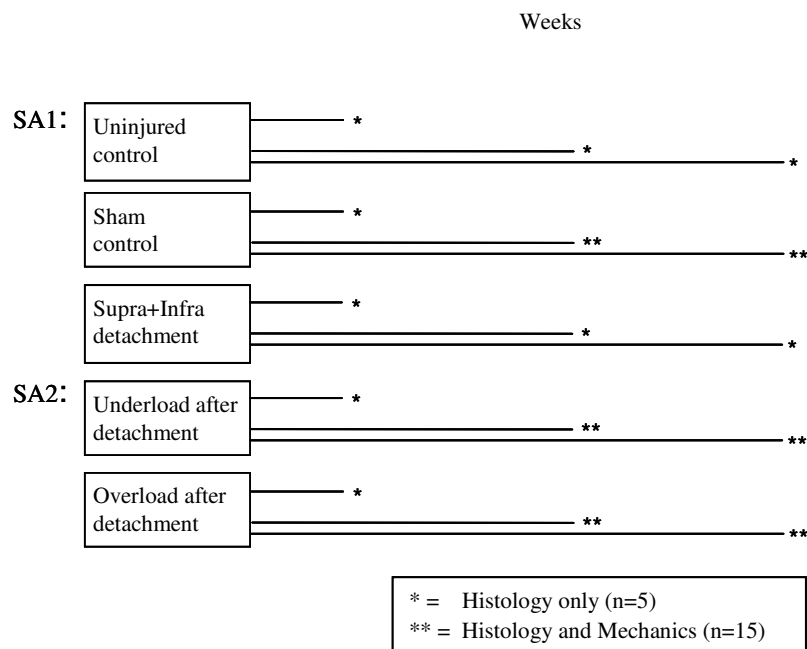 Weeks
SA1:
Uninjured
control
*
*
*
Sham
control
*
**
**
Supra+Infra
detachment
*
*
*
SA2:
Underload after
detachment
*
**
**
Overload after
detachment
*
**
**
* = Histology only (n=5)
** = Histology and Mechanics (n=15)